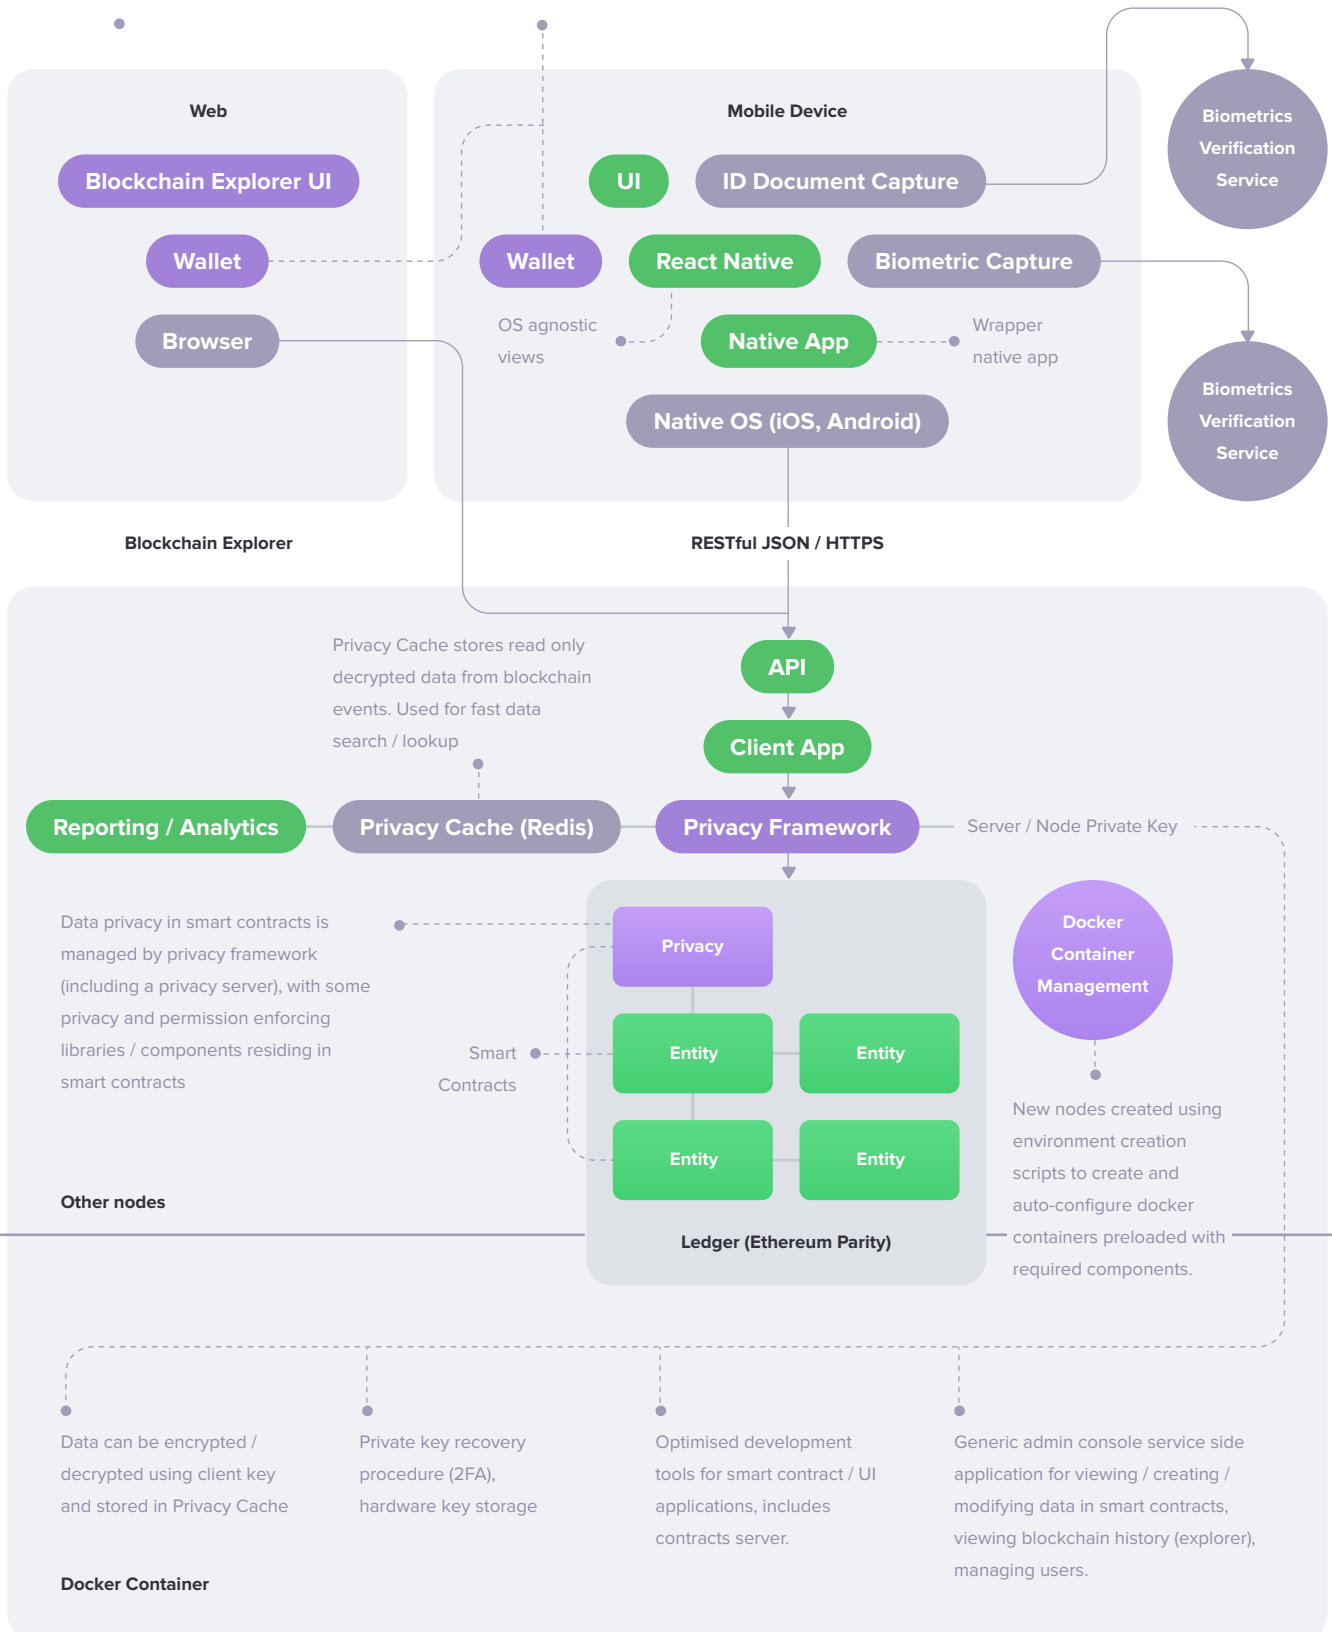 Web
Blockchain Explorer UI
Wallet
Browser
Blockchain Explorer
Mobile Device
UI
ID Document Capture
Wallet
React Native
Biometric Capture
OS agnostic
views
Native App
Wrapper
native app
Native OS (iOS, Android)
RESTful JSON / HTTPS
Biometrics
Verification
Service
Biometrics
Verification
Service
Privacy Cache stores read only
decrypted data from blockchain
events. Used for fast data
search / lookup
API
Client App
Reporting / Analytics
Privacy Cache (Redis)
Privacy Framework
Server / Node Private Key
Data privacy in smart contracts is
managed by privacy framework
(including a privacy server), with some
privacy and permission enforcing
libraries / components residing in
smart contracts
Smart
Contracts
Privacy
Entity
Entity
Entity
Entity
Ledger (Ethereum Parity)
Docker
Container
Management
New nodes created using
environment creation
scripts to create and
auto-configure docker
containers preloaded with
required components.
Other nodes
Data can be encrypted /
decrypted using client key
and stored in Privacy Cache
Private key recovery
procedure (2FA),
hardware key storage
Optimised development
tools for smart contract / UI
applications, includes
contracts server.
Generic admin console service side
application for viewing / creating /
modifying data in smart contracts,
viewing blockchain history (explorer),
managing users.
Docker Container